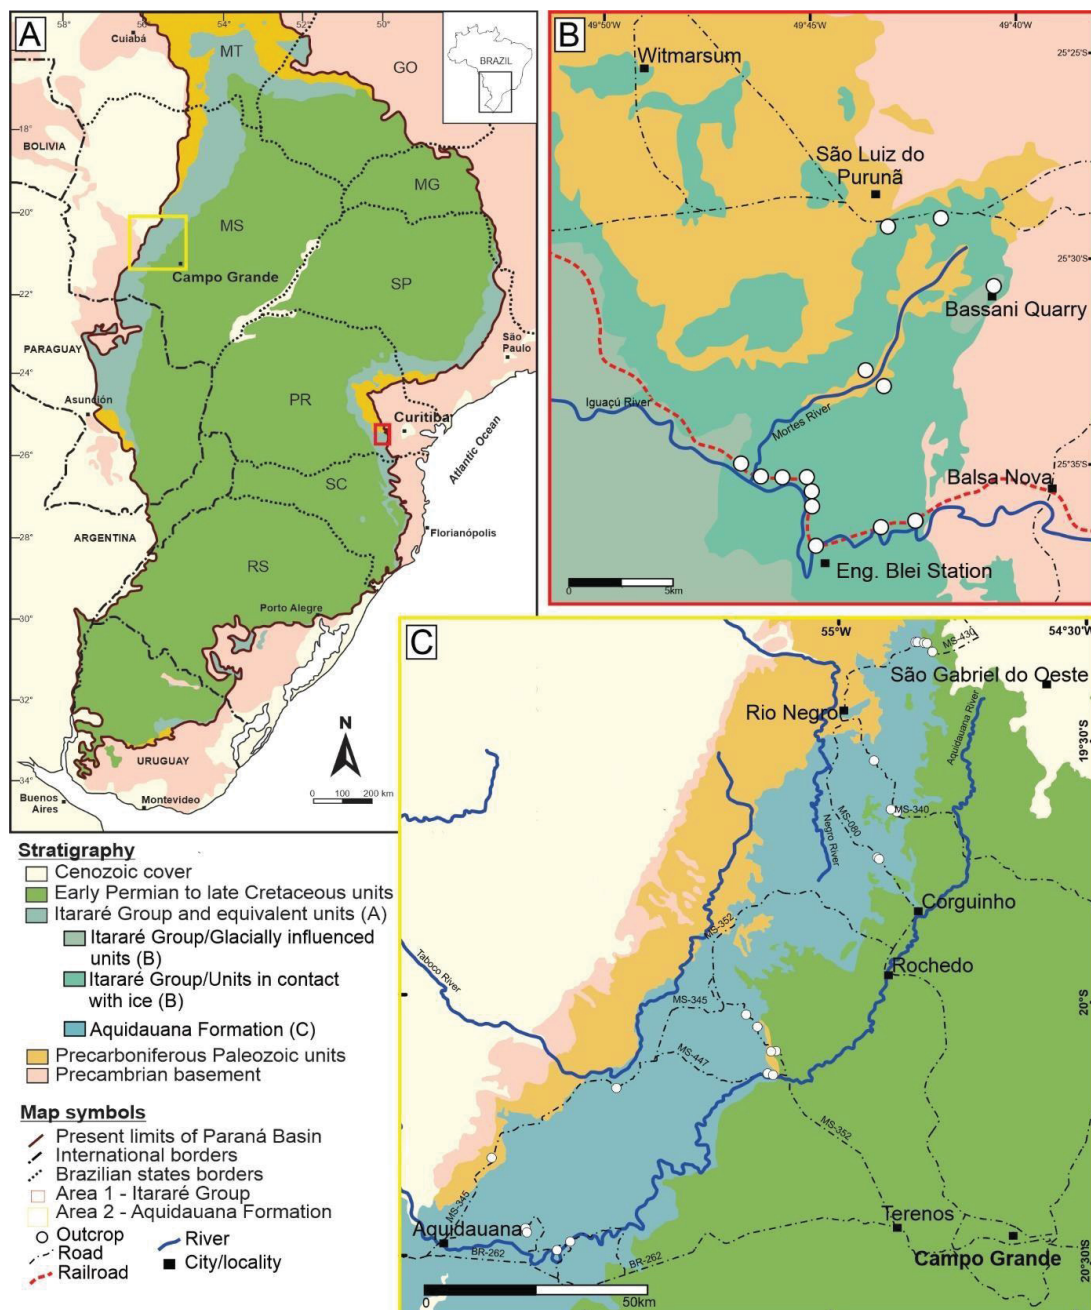 A
58°
56°
54°
52°
50°
Cuiabá
MT
GO
BRAZIL
18°
BOLIVIA
MG
20°
MS
Campo Grande
SP
22°
PARAGUAY
São
Paulo
24°
Asunción
PR
Curitiba
Atlantic Ocean
26°
SC
ARGENTINA
Florianópolis
28°
RS
Porto Alegre
30°
32°
N
URUGUAY
34°
Buenos
Aires
Montevideo
0 100 200 km
B
49°50'W
49°45'W
49°40'W
25°25'S
Witmarsum
São Luiz do
Purunã
25°30'S
Bassani Quarry
Iguaçú River
Mortes River
25°35'S
Balsa Nova
Eng. Blei Station
0
5km
C
55°W
54°30'W
MS-430
São Gabriel do Oeste
Rio Negro
Aquidauana River
19°30'S
MS-080
MS-340
Negro River
Corguinho
MS-352
Rochedo
Taboco River
20°S
MS-345
MS-447
MS-352
MS-345
Aquidauana
BR-262
BR-262
Terenos
Campo Grande
20°30'S
0
50km
Stratigraphy
Cenozoic cover
Early Permian to late Cretaceous units
Itararé Group and equivalent units (A)
Itararé Group/Glacially influenced
units (B)
Itararé Group/Units in contact
with ice (B)
Aquidauana Formation (C)
Precarboniferous Paleozoic units
Precambrian basement
Map symbols
Present limits of Paraná Basin
International borders
Brazilian states borders
Area 1 - Itararé Group
Area 2 - Aquidauana Formation
Outcrop
River
Road
City/locality
Railroad